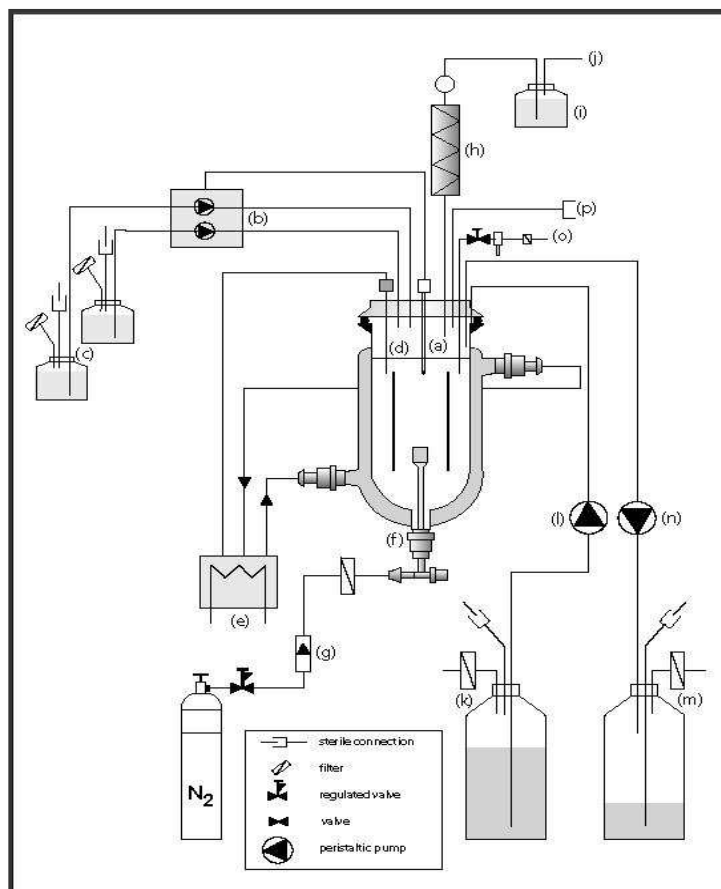 (j)
(i)
(h)
(p)
(b)
(o)
(c)
(d)
(a)
(l)
(n)
(f)
(e)
(g)
(k)
(m)
N2
sterile connection
filter
regulated valve
valve
peristaltic pump